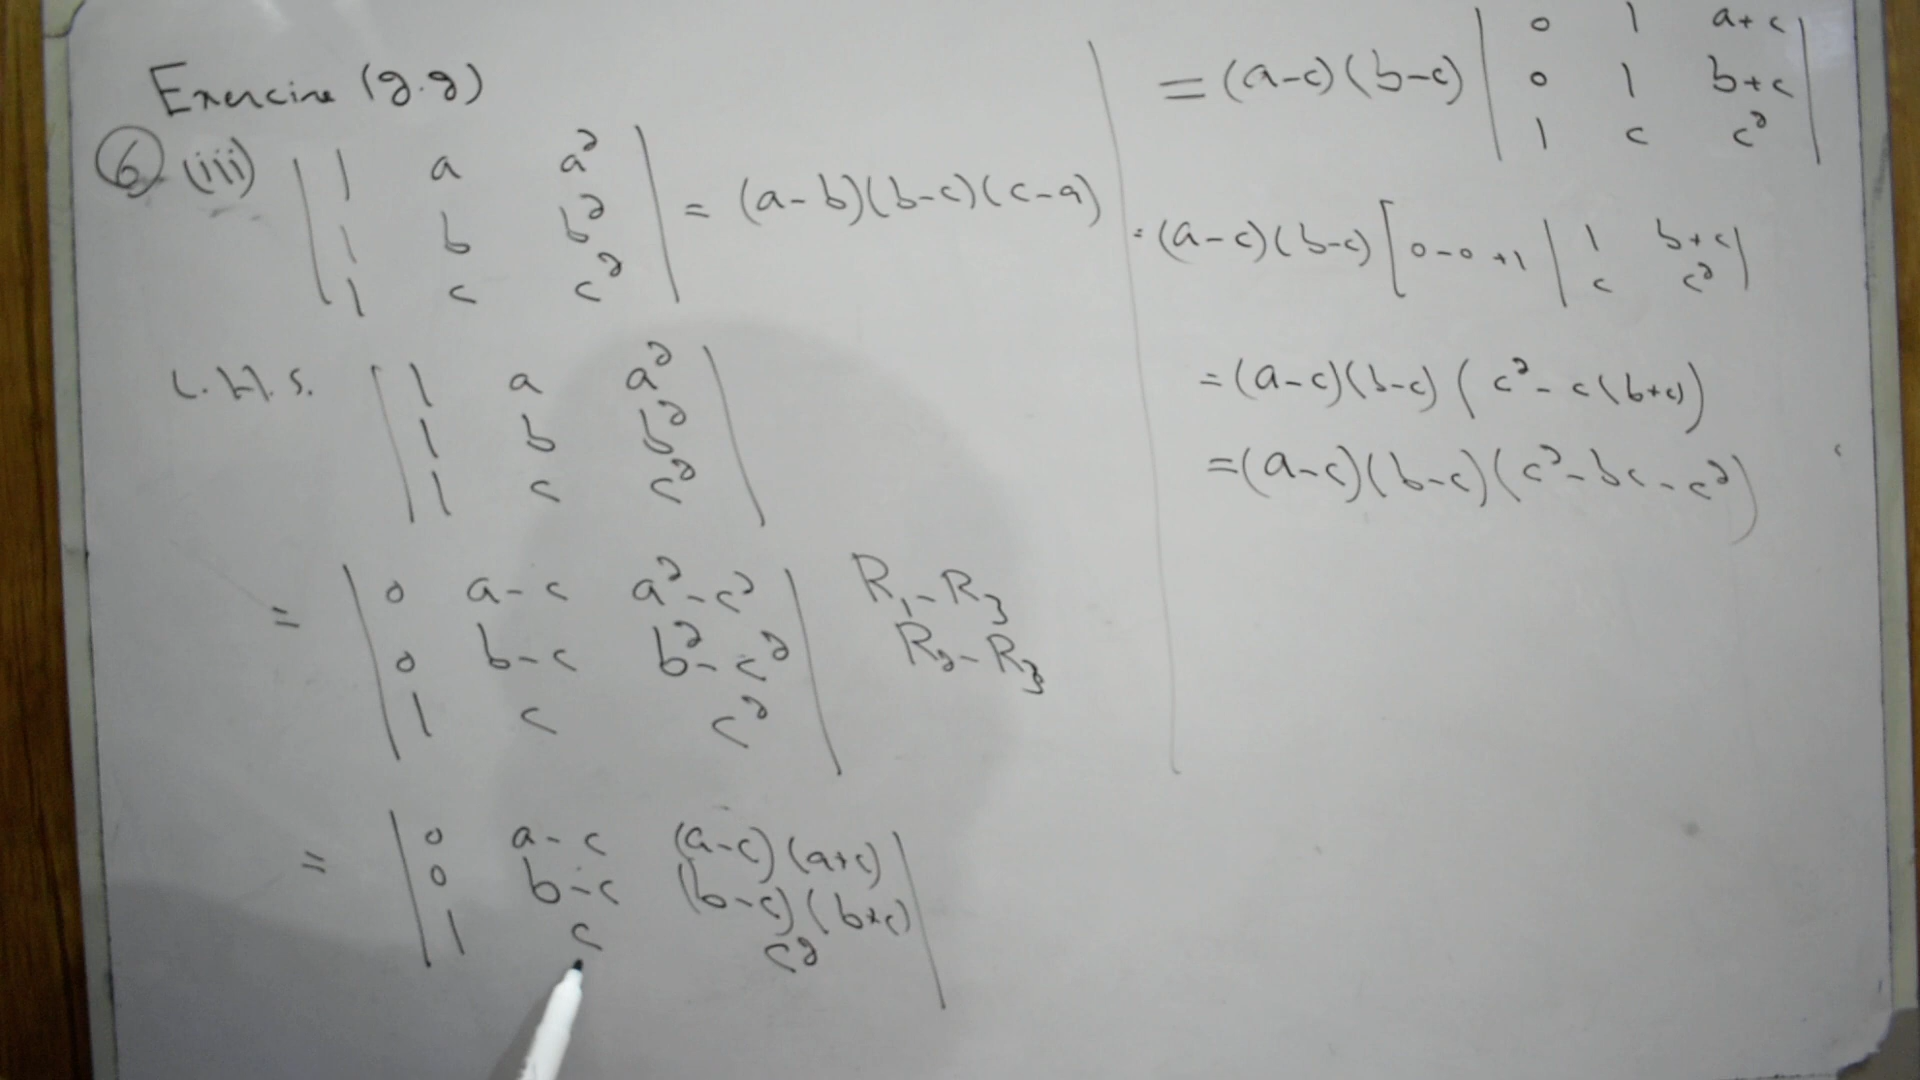 Exercise (2.2)
6 (iii) | 1 a a² | = (a-b)(b-c)(c-a)
| 1 b b² |
| 1 c c² |
L.H.S. | 1 a a² |
| 1 b b² |
| 1 c c² |
= | 0 a-c a²-c² | R₁-R₃
| 0 b-c b²-c² | R₂-R₃
| 1 c c² |
= | 0 a-c (a-c)(a+c) |
| 0 b-c (b-c)(b+c) |
| 1 c c² |
= (a-c)(b-c) | 0 1 a+c |
| 0 1 b+c |
| 1 c c² |
= (a-c)(b-c) [ 0-0+1 | 1 b+c |
| c c² |
= (a-c)(b-c) ( c²-c(b+c))
= (a-c)(b-c)(c²-bc-c²)